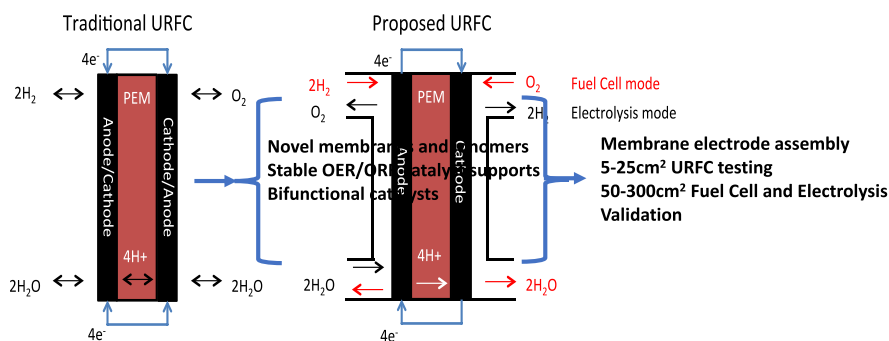 Traditional URFC
Proposed URFC
4e⁻
4e⁻
2H₂
PEM
O₂
2H₂
O₂
PEM
O₂
2H₂
Fuel Cell mode
Electrolysis mode
Anode/Cathode
Cathode/Anode
Novel membranes and ionomers
Stable OER/ORR catalyst supports
Bifunctional catalysts
Anode
Cathode
Membrane electrode assembly
5-25cm² URFC testing
50-300cm² Fuel Cell and Electrolysis
Validation
4H+
2H₂O
2H₂O
2H₂O
2H₂O
4e⁻
4e⁻